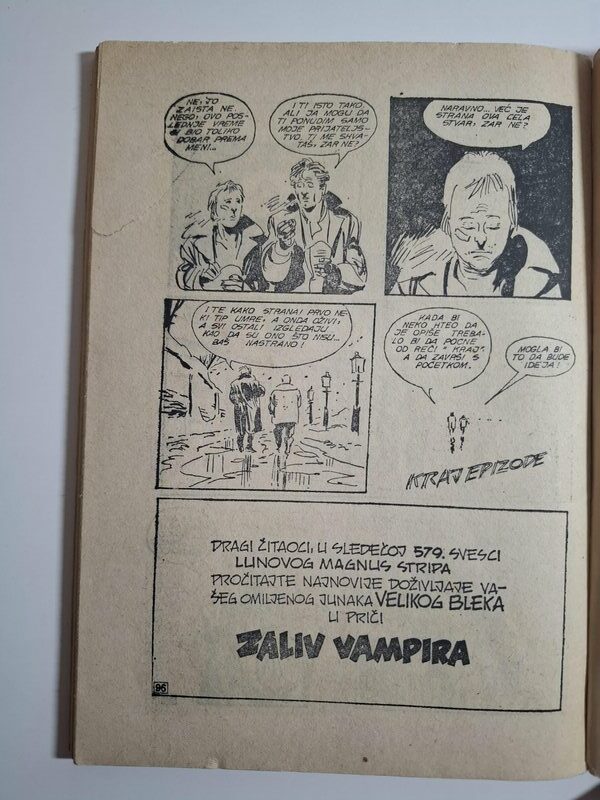 NE, TO
ZAISTA NE.
NEGO, OVO POS-
LEDNJE VREME
SI BIO TOLIKO
DOBAR PREMA
MENI...
I TI ISTO TAKO,
ALI JA MOGU DA
TI PONUDIM SAMO
MOJE PRIJATELJS-
TVO. TI ME SHVA-
TAŠ, ZAR NE?
NARAVNO... VEĆ JE
STRANA OVA CELA
STVAR, ZAR NE?
I TE KAKO STRANA! PRVO NE-
KI TIP UMRE, A ONDA OŽIVI,
A SVI OSTALI IZGLEDAJU
KAO DA SU ONO ŠTO NISU...
BAŠ
NASTRANO!
KADA BI
NEKO HTEO DA
JE OPIŠE TREBA-
LO BI DA POČNE
OD REČI "KRAJ"
A DA ZAVRŠI S
POČETKOM.
MOGLA BI
TO DA BUDE
IDEJA!
KRAJ EPIZODE
DRAGI ČITAOCI, U SLEDEĆOJ 579. SVESCI
LUNOVOG MAGNUS STRIPA
PROČITAJTE NAJNOVIJE DOŽIVLJAJE VA-
ŠEG OMILJENOG JUNAKA VELIKOG BLEKA
U PRIČI
ZALIV VAMPIRA
95